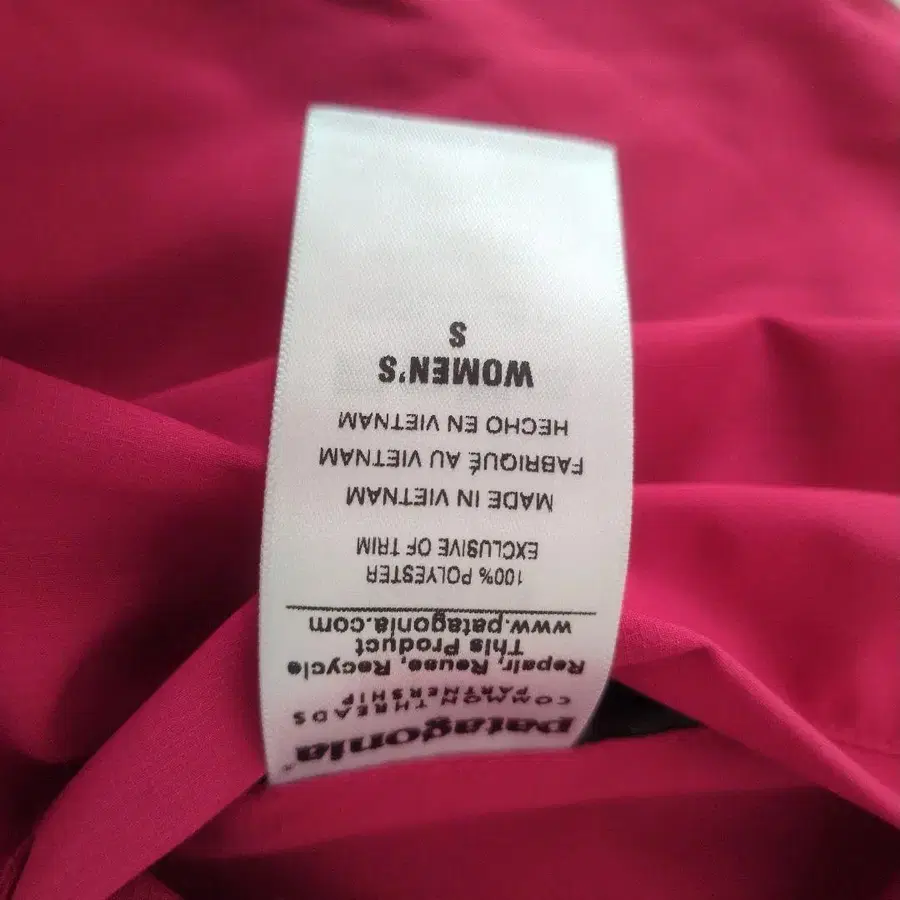 patagonia®
COMMON THREADS
PARTNERSHIP
Repair, Reuse, Recycle
This Product
www.patagonia.com
100% POLYESTER
EXCLUSIVE OF TRIM
MADE IN VIETNAM
FABRIQUÉ AU VIETNAM
HECHO EN VIETNAM
WOMEN'S
S